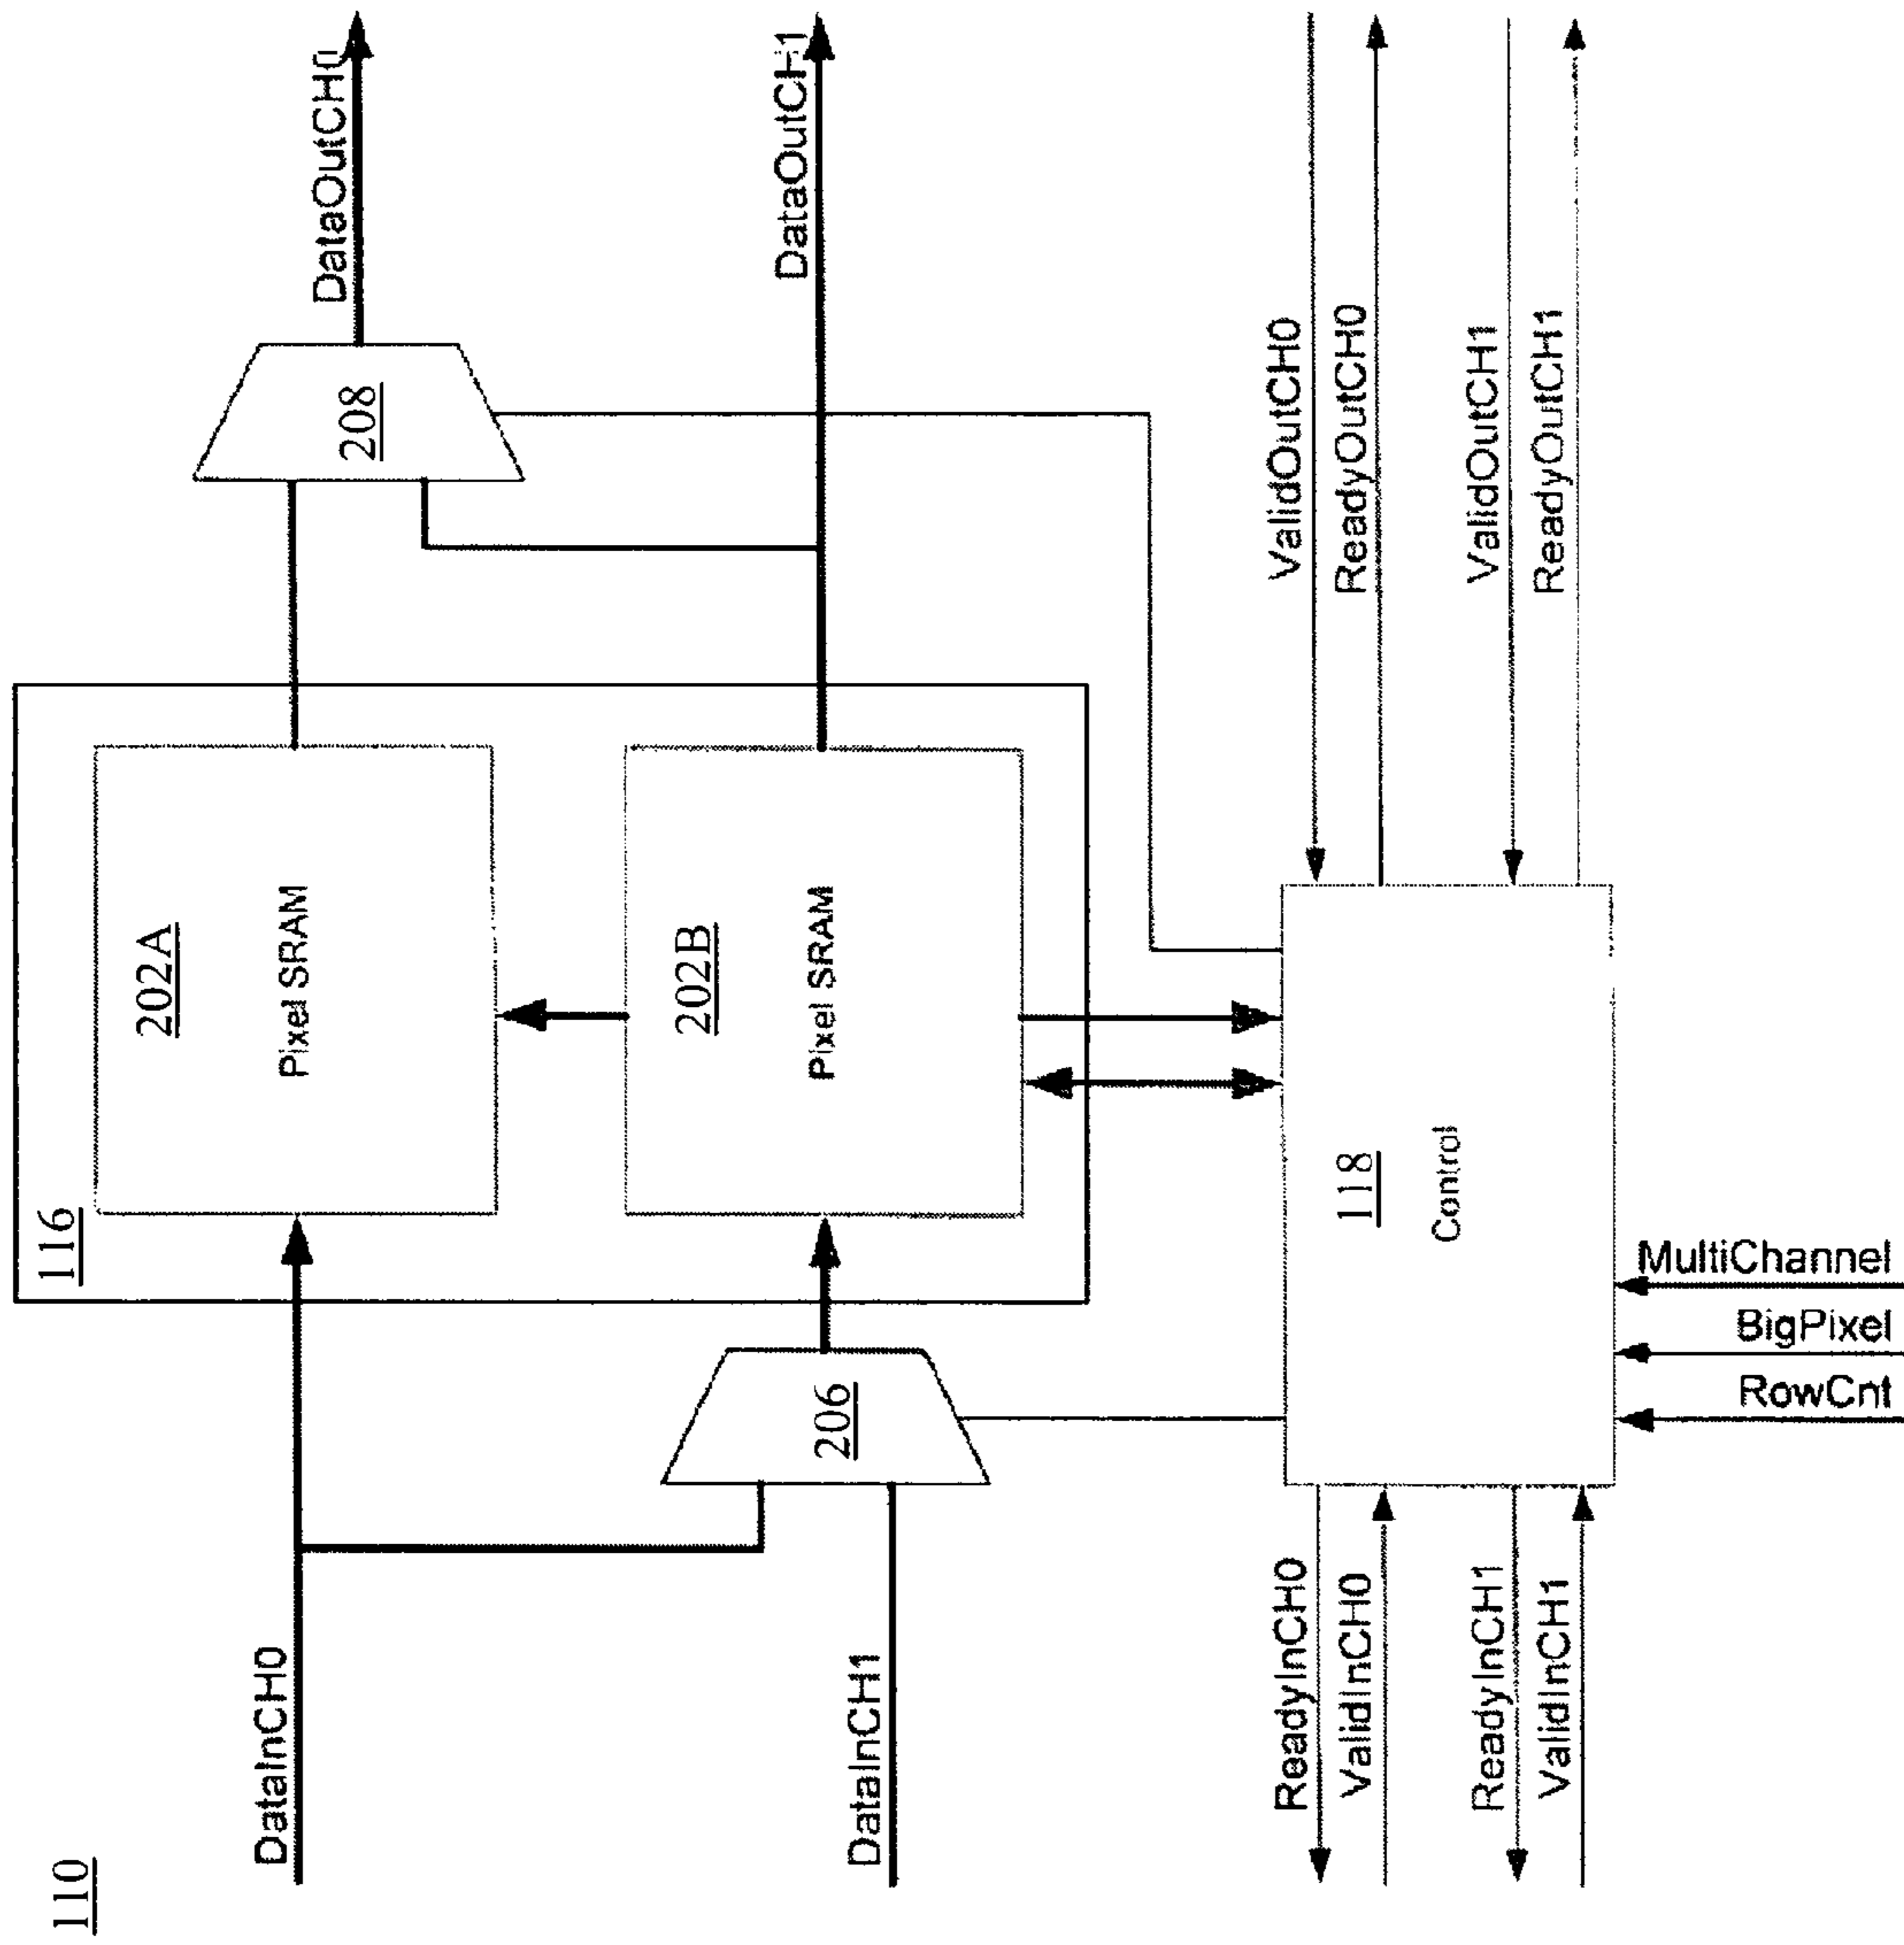 110
DataInCH0
DataInCH1
206
116
202A
Pixel SRAM
202B
Pixel SRAM
208
DataOutCH0
DataOutCH1
118
Control
ReadyInCH0
ValidInCH0
ReadyInCH1
ValidInCH1
RowCnt
BigPixel
MultiChannel
ValidOutCH0
ReadyOutCH0
ValidOutCH1
ReadyOutCH1